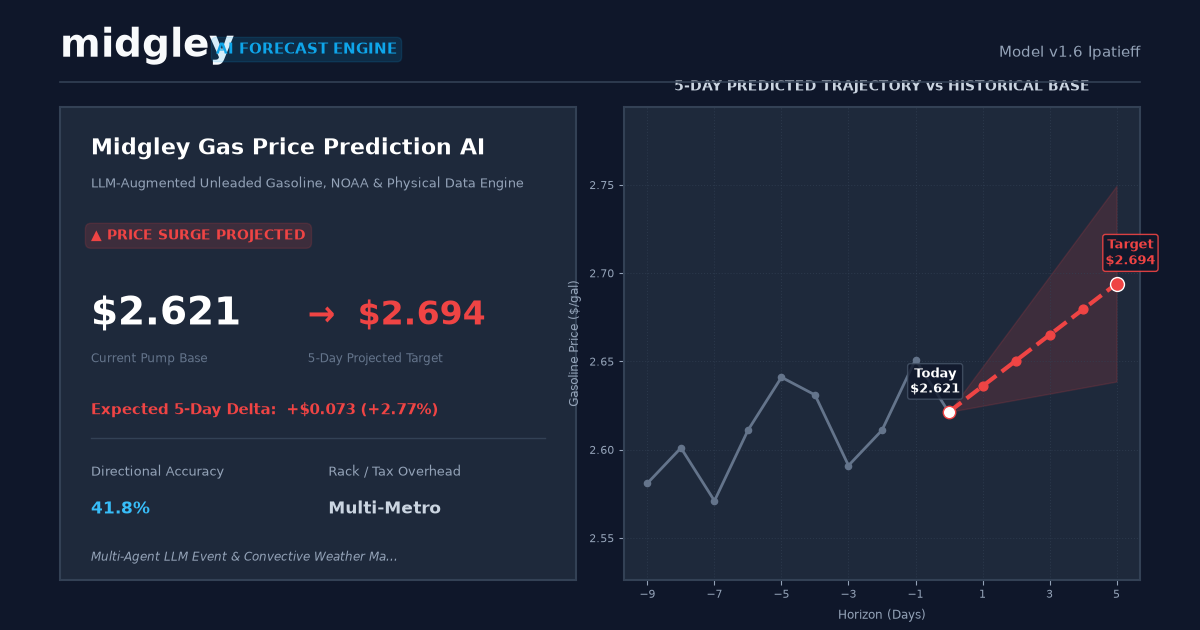 midgley
AI FORECAST ENGINE
Model v1.6 Ipatieff
Midgley Gas Price Prediction AI
LLM-Augmented Unleaded Gasoline, NOAA & Physical Data Engine
▲ PRICE SURGE PROJECTED
$2.621
→ $2.694
Current Pump Base
5-Day Projected Target
Expected 5-Day Delta: +$0.073 (+2.77%)
Directional Accuracy
Rack / Tax Overhead
41.8%
Multi-Metro
Multi-Agent LLM Event & Convective Weather Ma...
5-DAY PREDICTED TRAJECTORY vs HISTORICAL BASE
Gasoline Price ($/gal)
2.75
2.70
2.65
2.60
2.55
Target
$2.694
Today
$2.621
−9 −7 −5 −3 −1 1 3 5
Horizon (Days)